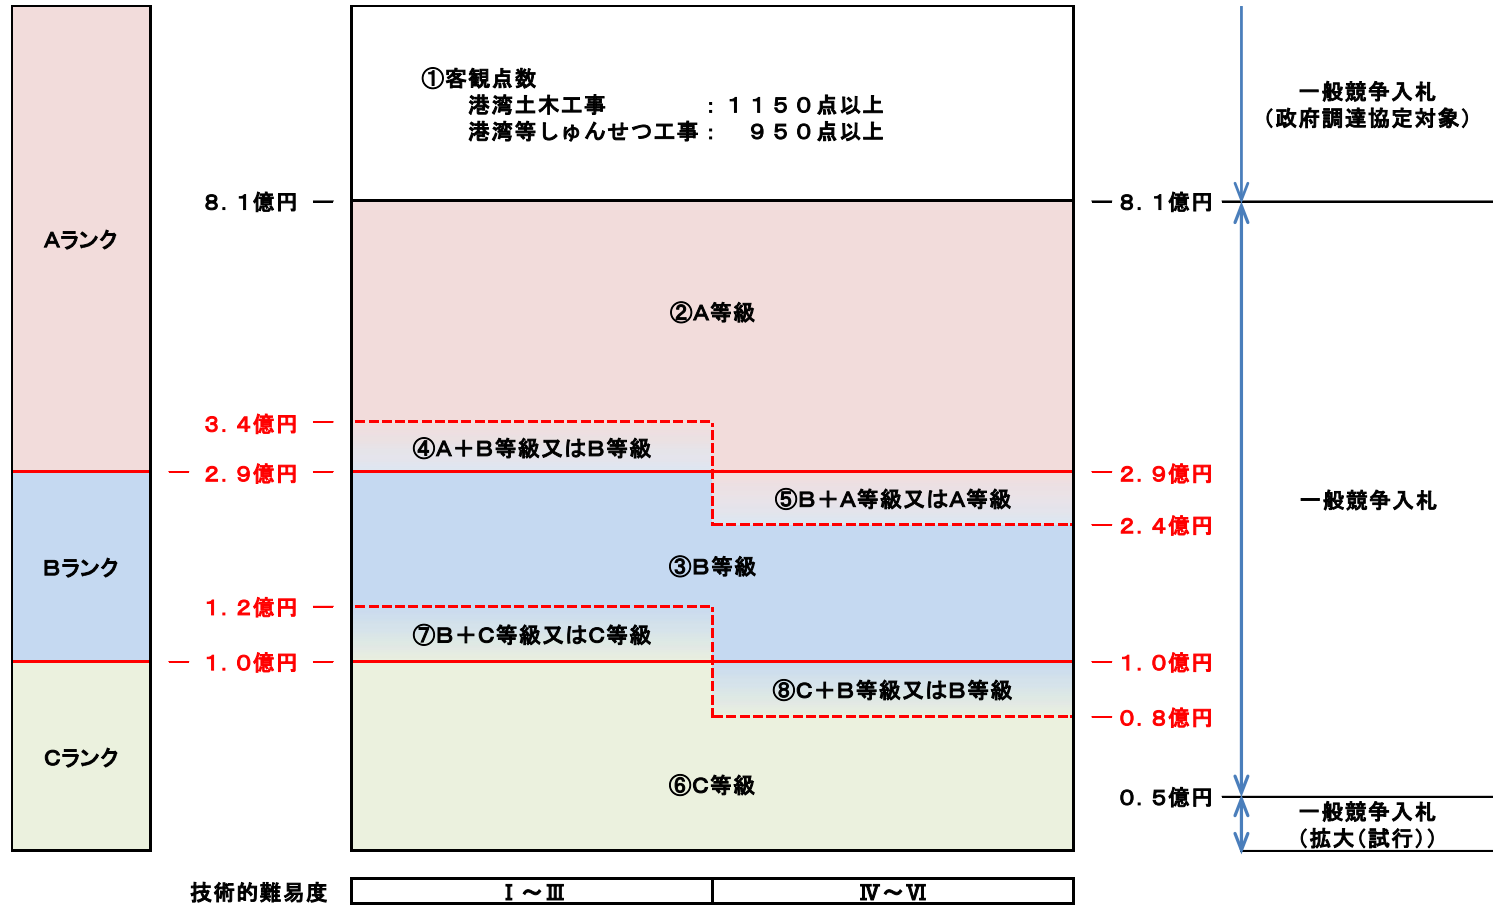 ①客観点数
港湾土木工事　　　　：１１５０点以上
港湾等しゅんせつ工事：　９５０点以上
一般競争入札
（政府調達協定対象）
８．１億円
８．１億円
Ａランク
②Ａ等級
３．４億円
④Ａ＋Ｂ等級又はＢ等級
２．９億円
２．９億円
⑤Ｂ＋Ａ等級又はＡ等級
一般競争入札
２．４億円
Ｂランク
③Ｂ等級
１．２億円
⑦Ｂ＋Ｃ等級又はＣ等級
１．０億円
１．０億円
⑧Ｃ＋Ｂ等級又はＢ等級
０．８億円
Ｃランク
⑥Ｃ等級
０．５億円
一般競争入札
（拡大（試行））
技術的難易度
Ⅰ～Ⅲ
Ⅳ～Ⅵ